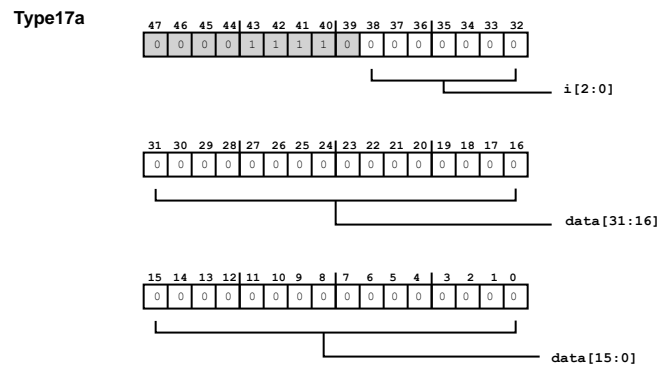 Type17a
47 46 45 44 43 42 41 40 39 38 37 36 35 34 33 32
0 0 0 0 1 1 1 1 0 0 0 0 0 0 0 0
i[2:0]
31 30 29 28 27 26 25 24 23 22 21 20 19 18 17 16
0 0 0 0 0 0 0 0 0 0 0 0 0 0 0 0
data[31:16]
15 14 13 12 11 10 9 8 7 6 5 4 3 2 1 0
0 0 0 0 0 0 0 0 0 0 0 0 0 0 0 0
data[15:0]